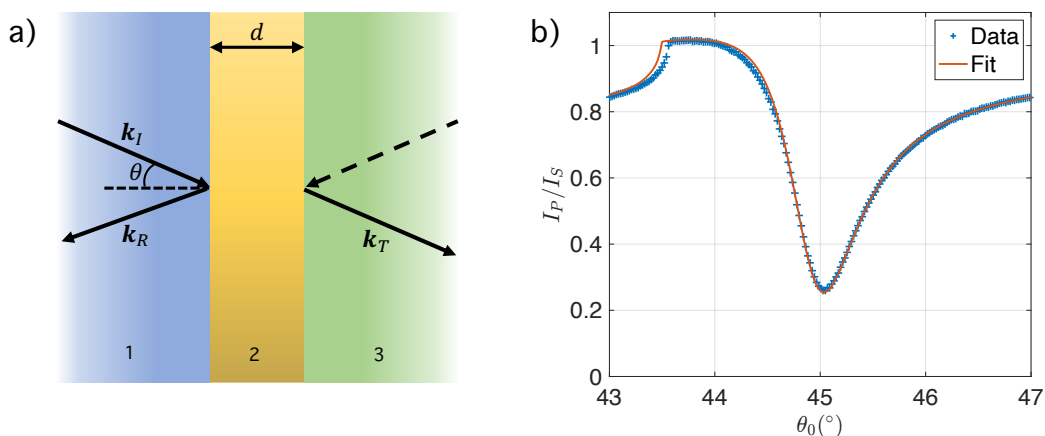 a)
d
k_I
θ
k_R
k_T
1
2
3
b)
Data
Fit
1
0.8
0.6
0.4
0.2
0
I_P/I_S
43
44
45
46
47
θ_0(°)